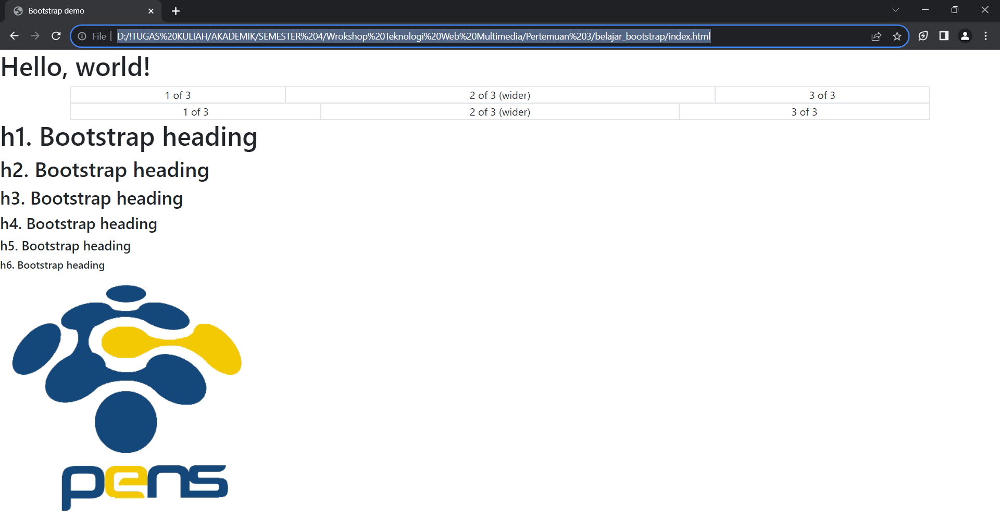 Bootstrap demo
File D:/!TUGAS%20KULIAH/AKADEMIK/SEMESTER%204/Wrokshop%20Teknologi%20Web%20Multimedia/Pertemuan%203/belajar_bootstrap/index.html
Hello, world!
1 of 3 2 of 3 (wider) 3 of 3
1 of 3 2 of 3 (wider) 3 of 3
h1. Bootstrap heading
h2. Bootstrap heading
h3. Bootstrap heading
h4. Bootstrap heading
h5. Bootstrap heading
h6. Bootstrap heading
pens